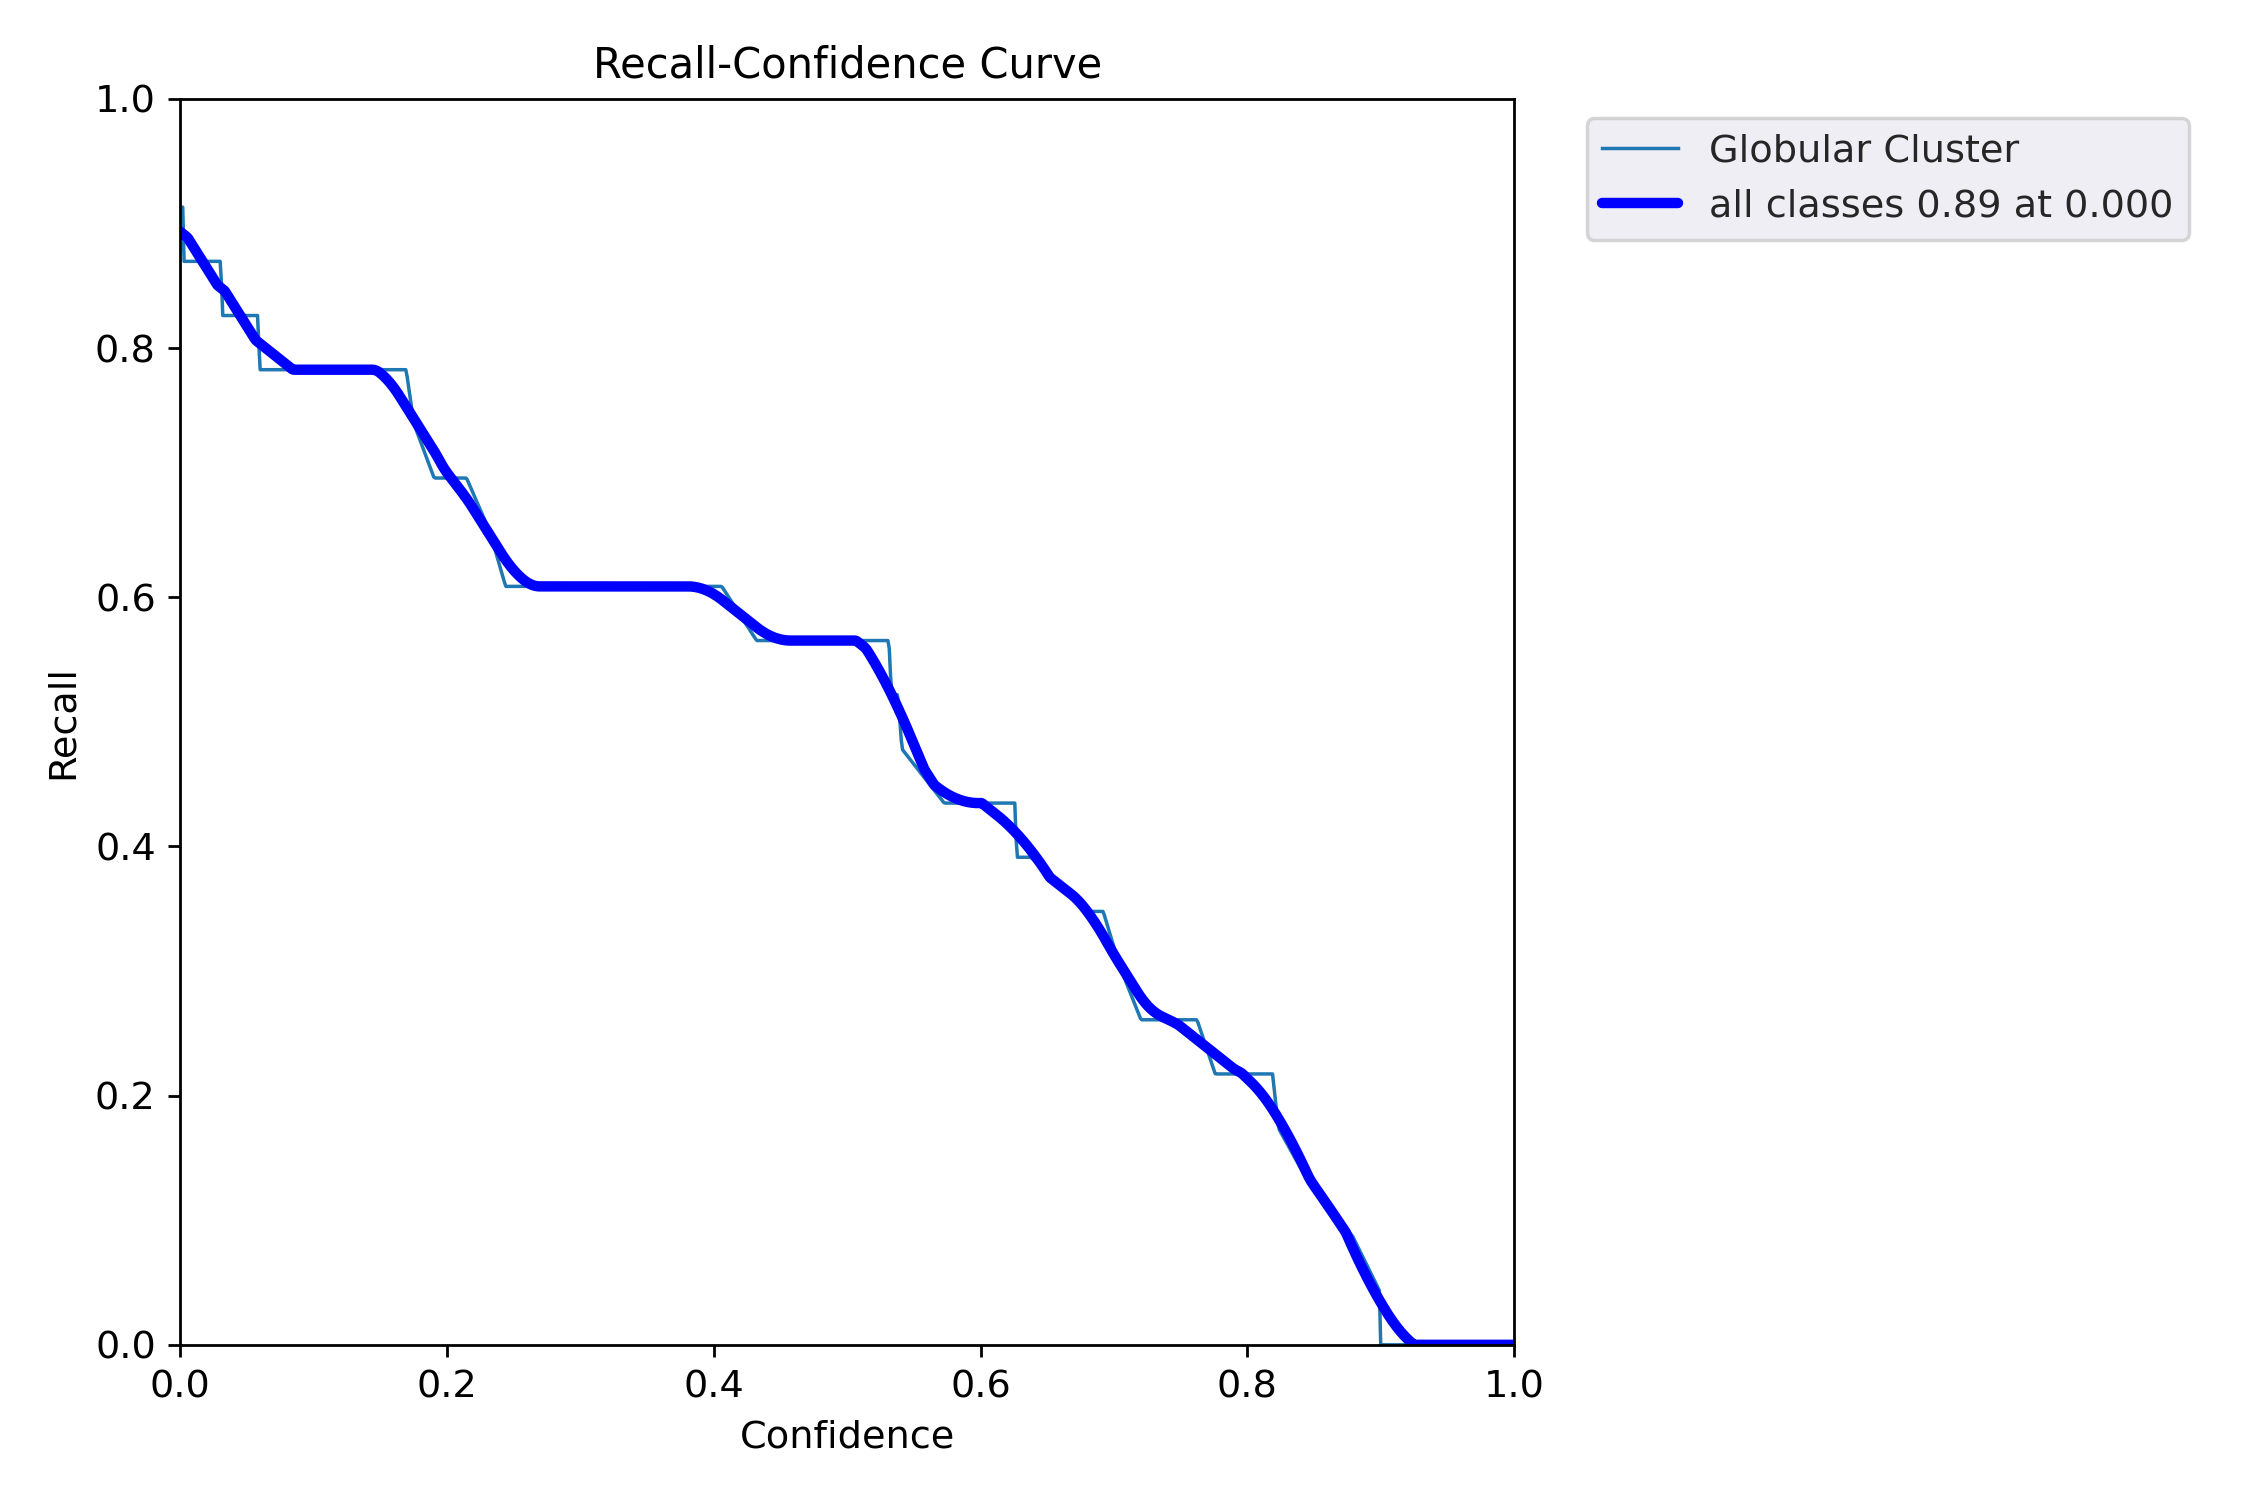 Recall-Confidence Curve
1.0
0.8
0.6
0.4
0.2
0.0
Recall
0.0 0.2 0.4 0.6 0.8 1.0
Confidence
Globular Cluster
all classes 0.89 at 0.000